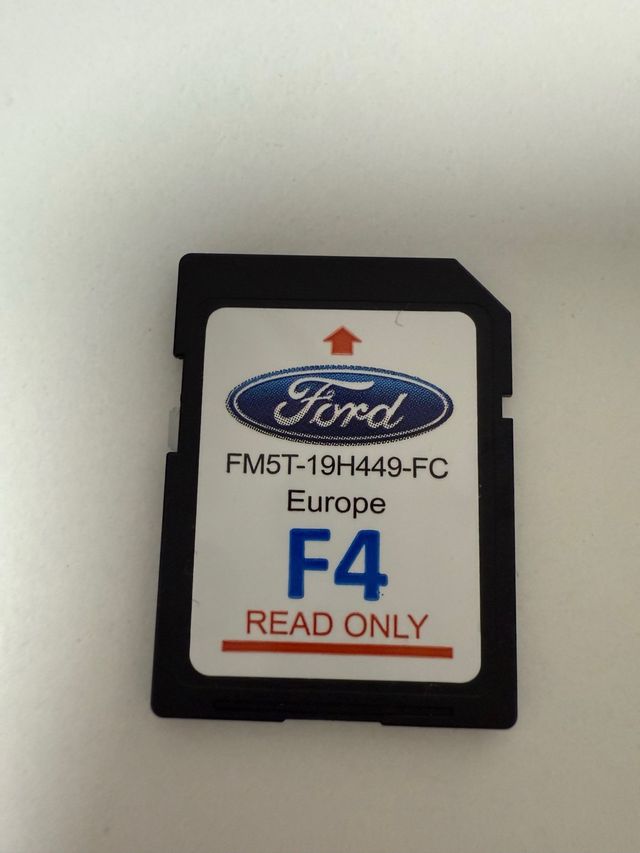 Ford
FM5T-19H449-FC
Europe
F4
READ ONLY